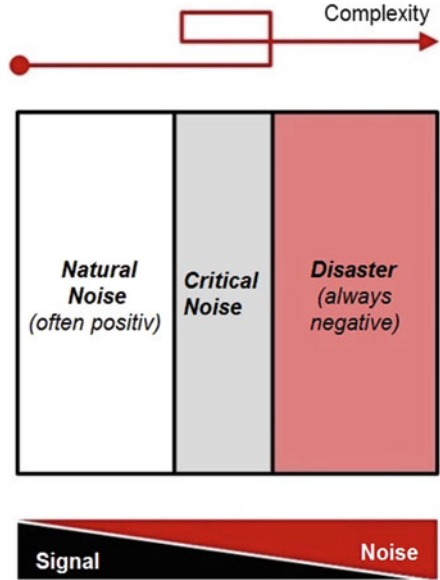 Complexity
Natural
Noise
(often positiv)
Critical
Noise
Disaster
(always
negative)
Signal
Noise